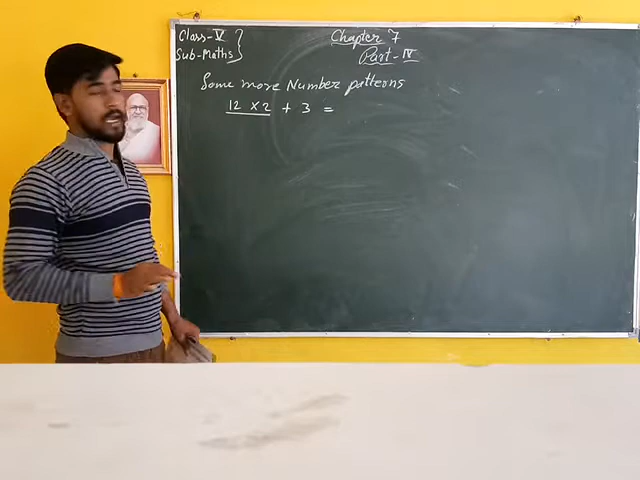 Class-V
Sub-Maths
Chapter 7
Part-IV
Some more Number patterns
12 × 2 + 3 =